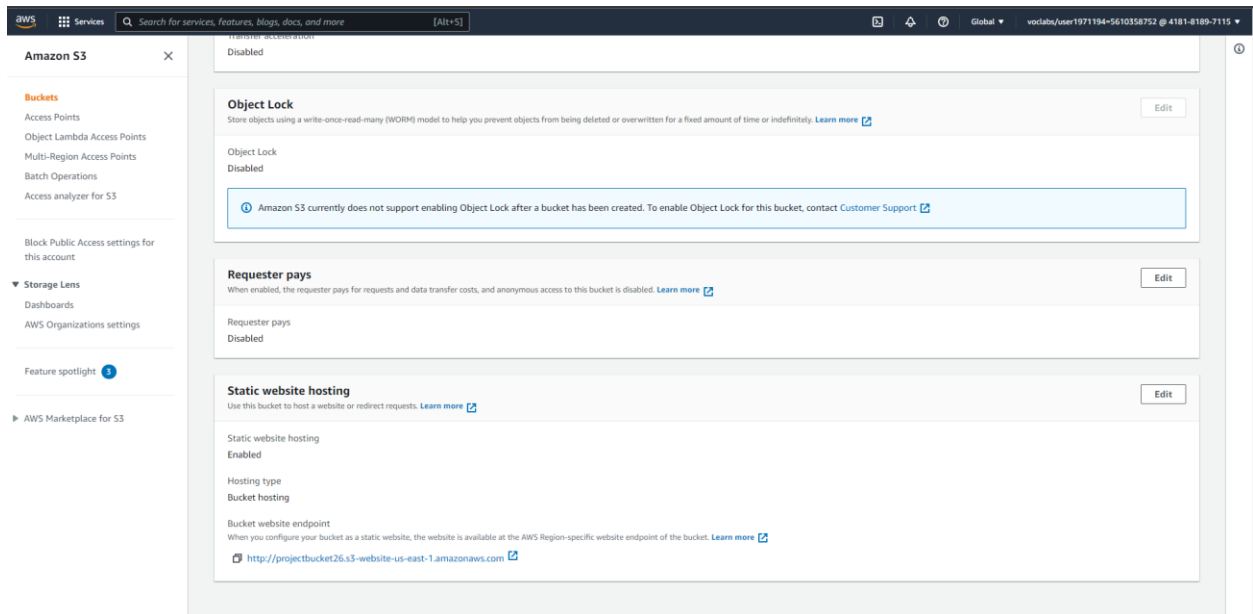 aws Services Search for services, features, blogs, docs, and more [Alt+S] Global voclabs/user1971194=5610358752 @ 4181-8189-7115
Amazon S3
Buckets
Access Points
Object Lambda Access Points
Multi-Region Access Points
Batch Operations
Access analyzer for S3
Block Public Access settings for
this account
Storage Lens
Dashboards
AWS Organizations settings
Feature spotlight 3
AWS Marketplace for S3
Transfer acceleration
Disabled
Object Lock
Edit
Store objects using a write-once-read-many (WORM) model to help you prevent objects from being deleted or overwritten for a fixed amount of time or indefinitely. Learn more
Object Lock
Disabled
Amazon S3 currently does not support enabling Object Lock after a bucket has been created. To enable Object Lock for this bucket, contact Customer Support
Requester pays
Edit
When enabled, the requester pays for requests and data transfer costs, and anonymous access to this bucket is disabled. Learn more
Requester pays
Disabled
Static website hosting
Edit
Use this bucket to host a website or redirect requests. Learn more
Static website hosting
Enabled
Hosting type
Bucket hosting
Bucket website endpoint
When you configure your bucket as a static website, the website is available at the AWS Region-specific website endpoint of the bucket. Learn more
http://projectbucket26.s3-website-us-east-1.amazonaws.com